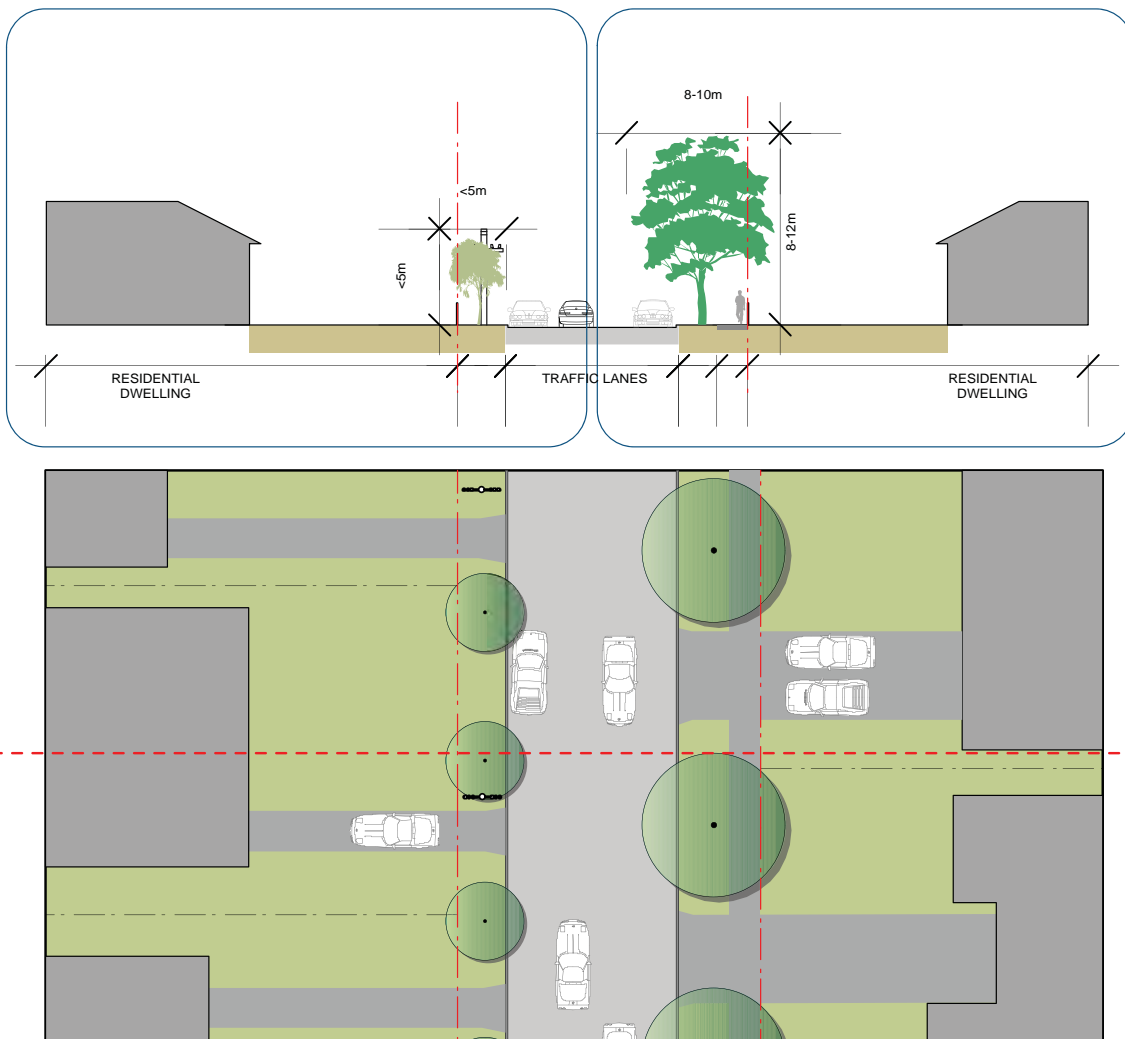 8-10m
<5m
<5m
8-12m
RESIDENTIAL
DWELLING
TRAFFIC LANES
RESIDENTIAL
DWELLING